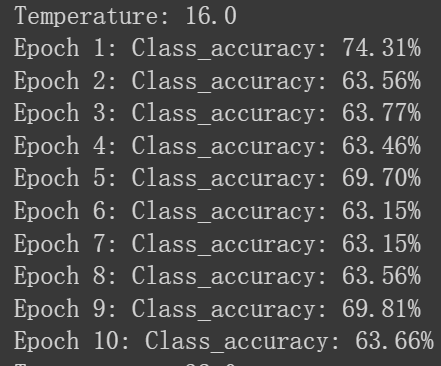 Temperature: 16.0
Epoch 1: Class_accuracy: 74.31%
Epoch 2: Class_accuracy: 63.56%
Epoch 3: Class_accuracy: 63.77%
Epoch 4: Class_accuracy: 63.46%
Epoch 5: Class_accuracy: 69.70%
Epoch 6: Class_accuracy: 63.15%
Epoch 7: Class_accuracy: 63.15%
Epoch 8: Class_accuracy: 63.56%
Epoch 9: Class_accuracy: 69.81%
Epoch 10: Class_accuracy: 63.66%